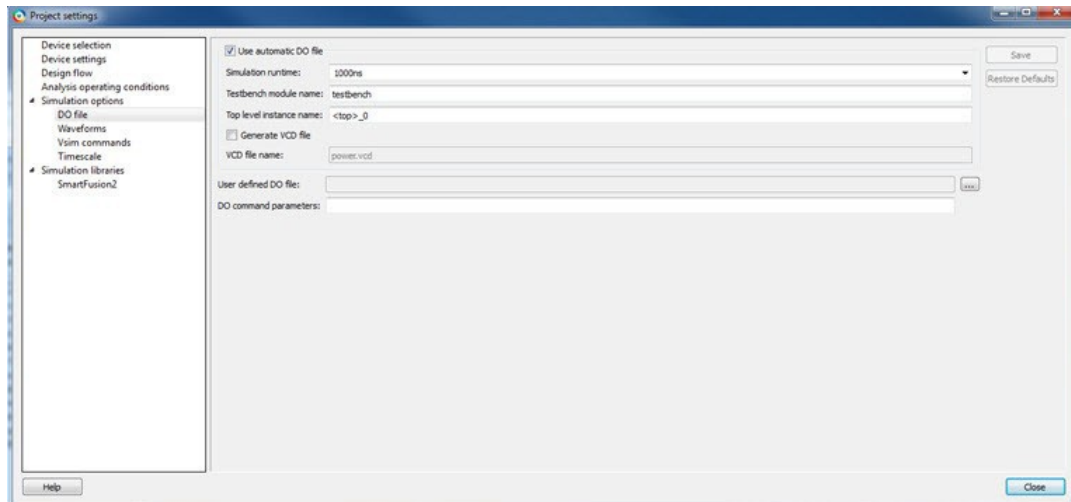 Project settings
Device selection
Device settings
Design flow
Analysis operating conditions
Simulation options
DO file
Waveforms
Vsim commands
Timescale
Simulation libraries
SmartFusion2
Use automatic DO file
Simulation runtime: 1000ns
Testbench module name: testbench
Top level instance name: <top>_0
Generate VCD file
VCD file name: power.vcd
User defined DO file: ...
DO command parameters:
Save
Restore Defaults
Help
Close